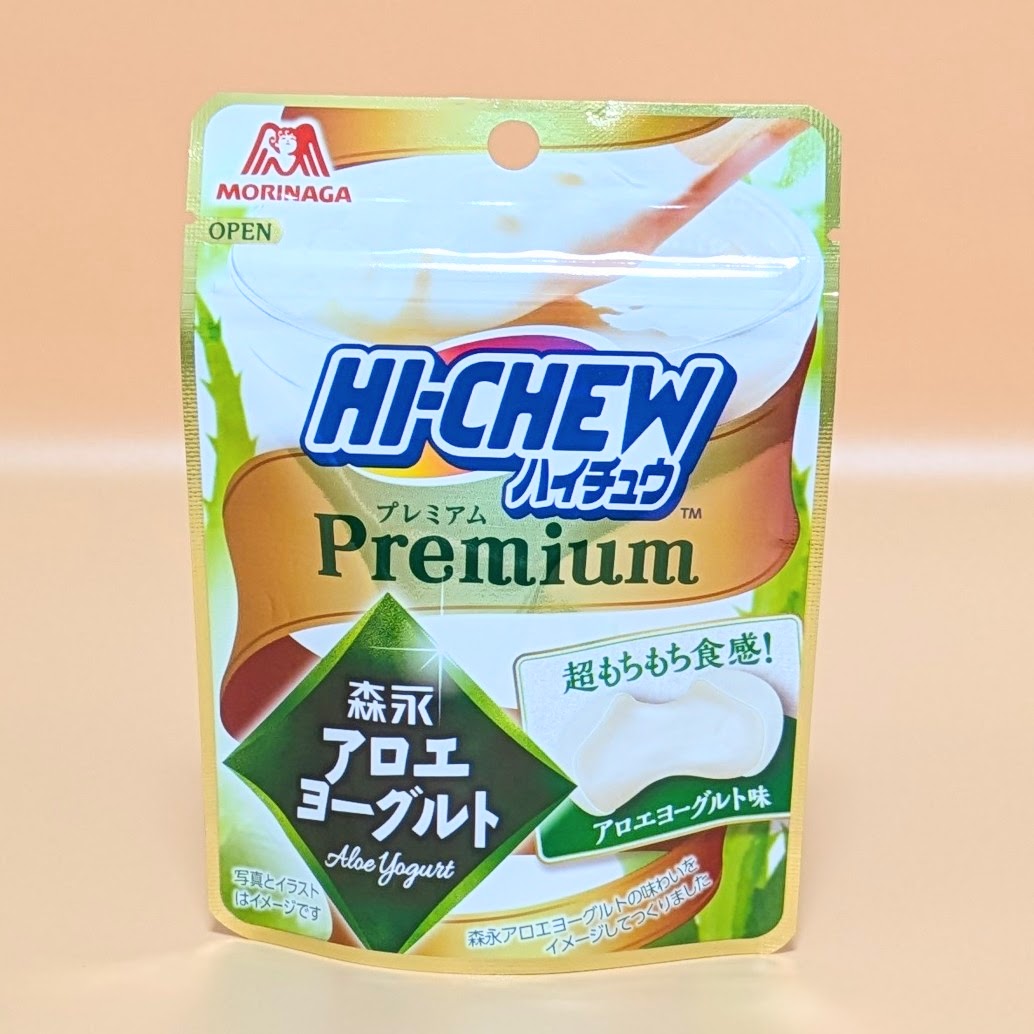 MORINAGA
OPEN
HI-CHEW
ハイチュウ
TM
プレミアム
Premium
超もちもち食感!
アロエヨーグルト味
森永
アロエ
ヨーグルト
Aloe Yogurt
写真とイラスト
はイメージです
森永アロエヨーグルトの味わいを
イメージしてつくりました